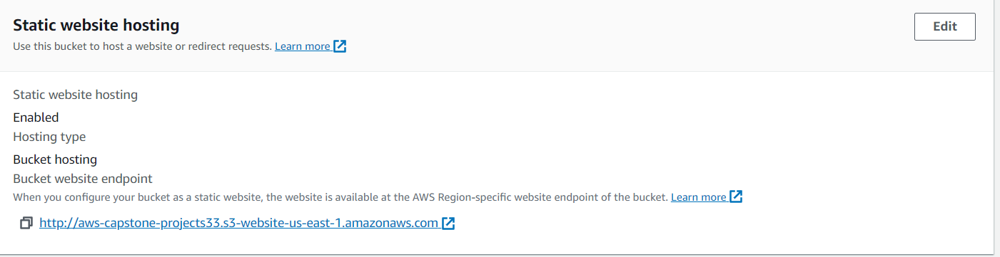 Static website hosting
Edit
Use this bucket to host a website or redirect requests. Learn more
Static website hosting
Enabled
Hosting type
Bucket hosting
Bucket website endpoint
When you configure your bucket as a static website, the website is available at the AWS Region-specific website endpoint of the bucket. Learn more
http://aws-capstone-projects33.s3-website-us-east-1.amazonaws.com